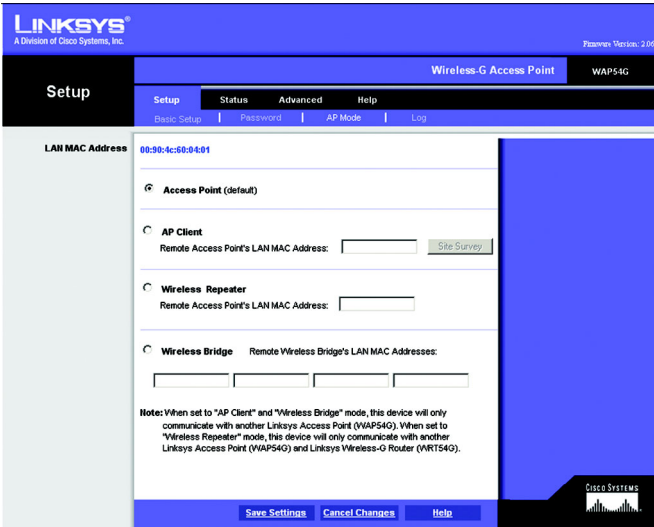 LINKSYS®
A Division of Cisco Systems, Inc.
Firmware Version: 2.06
Wireless-G Access Point WAP54G
Setup
Setup Status Advanced Help
Basic Setup | Password | AP Mode | Log
LAN MAC Address 00:90:4c:60:04:01
Access Point (default)
AP Client
Remote Access Point's LAN MAC Address: Site Survey
Wireless Repeater
Remote Access Point's LAN MAC Address:
Wireless Bridge Remote Wireless Bridge's LAN MAC Addresses:
Note: When set to "AP Client" and "Wireless Bridge" mode, this device will only
communicate with another Linksys Access Point (WAP54G). When set to
"Wireless Repeater" mode, this device will only communicate with another
Linksys Access Point (WAP54G) and Linksys Wireless-G Router (WRT54G).
Save Settings Cancel Changes Help
CISCO SYSTEMS